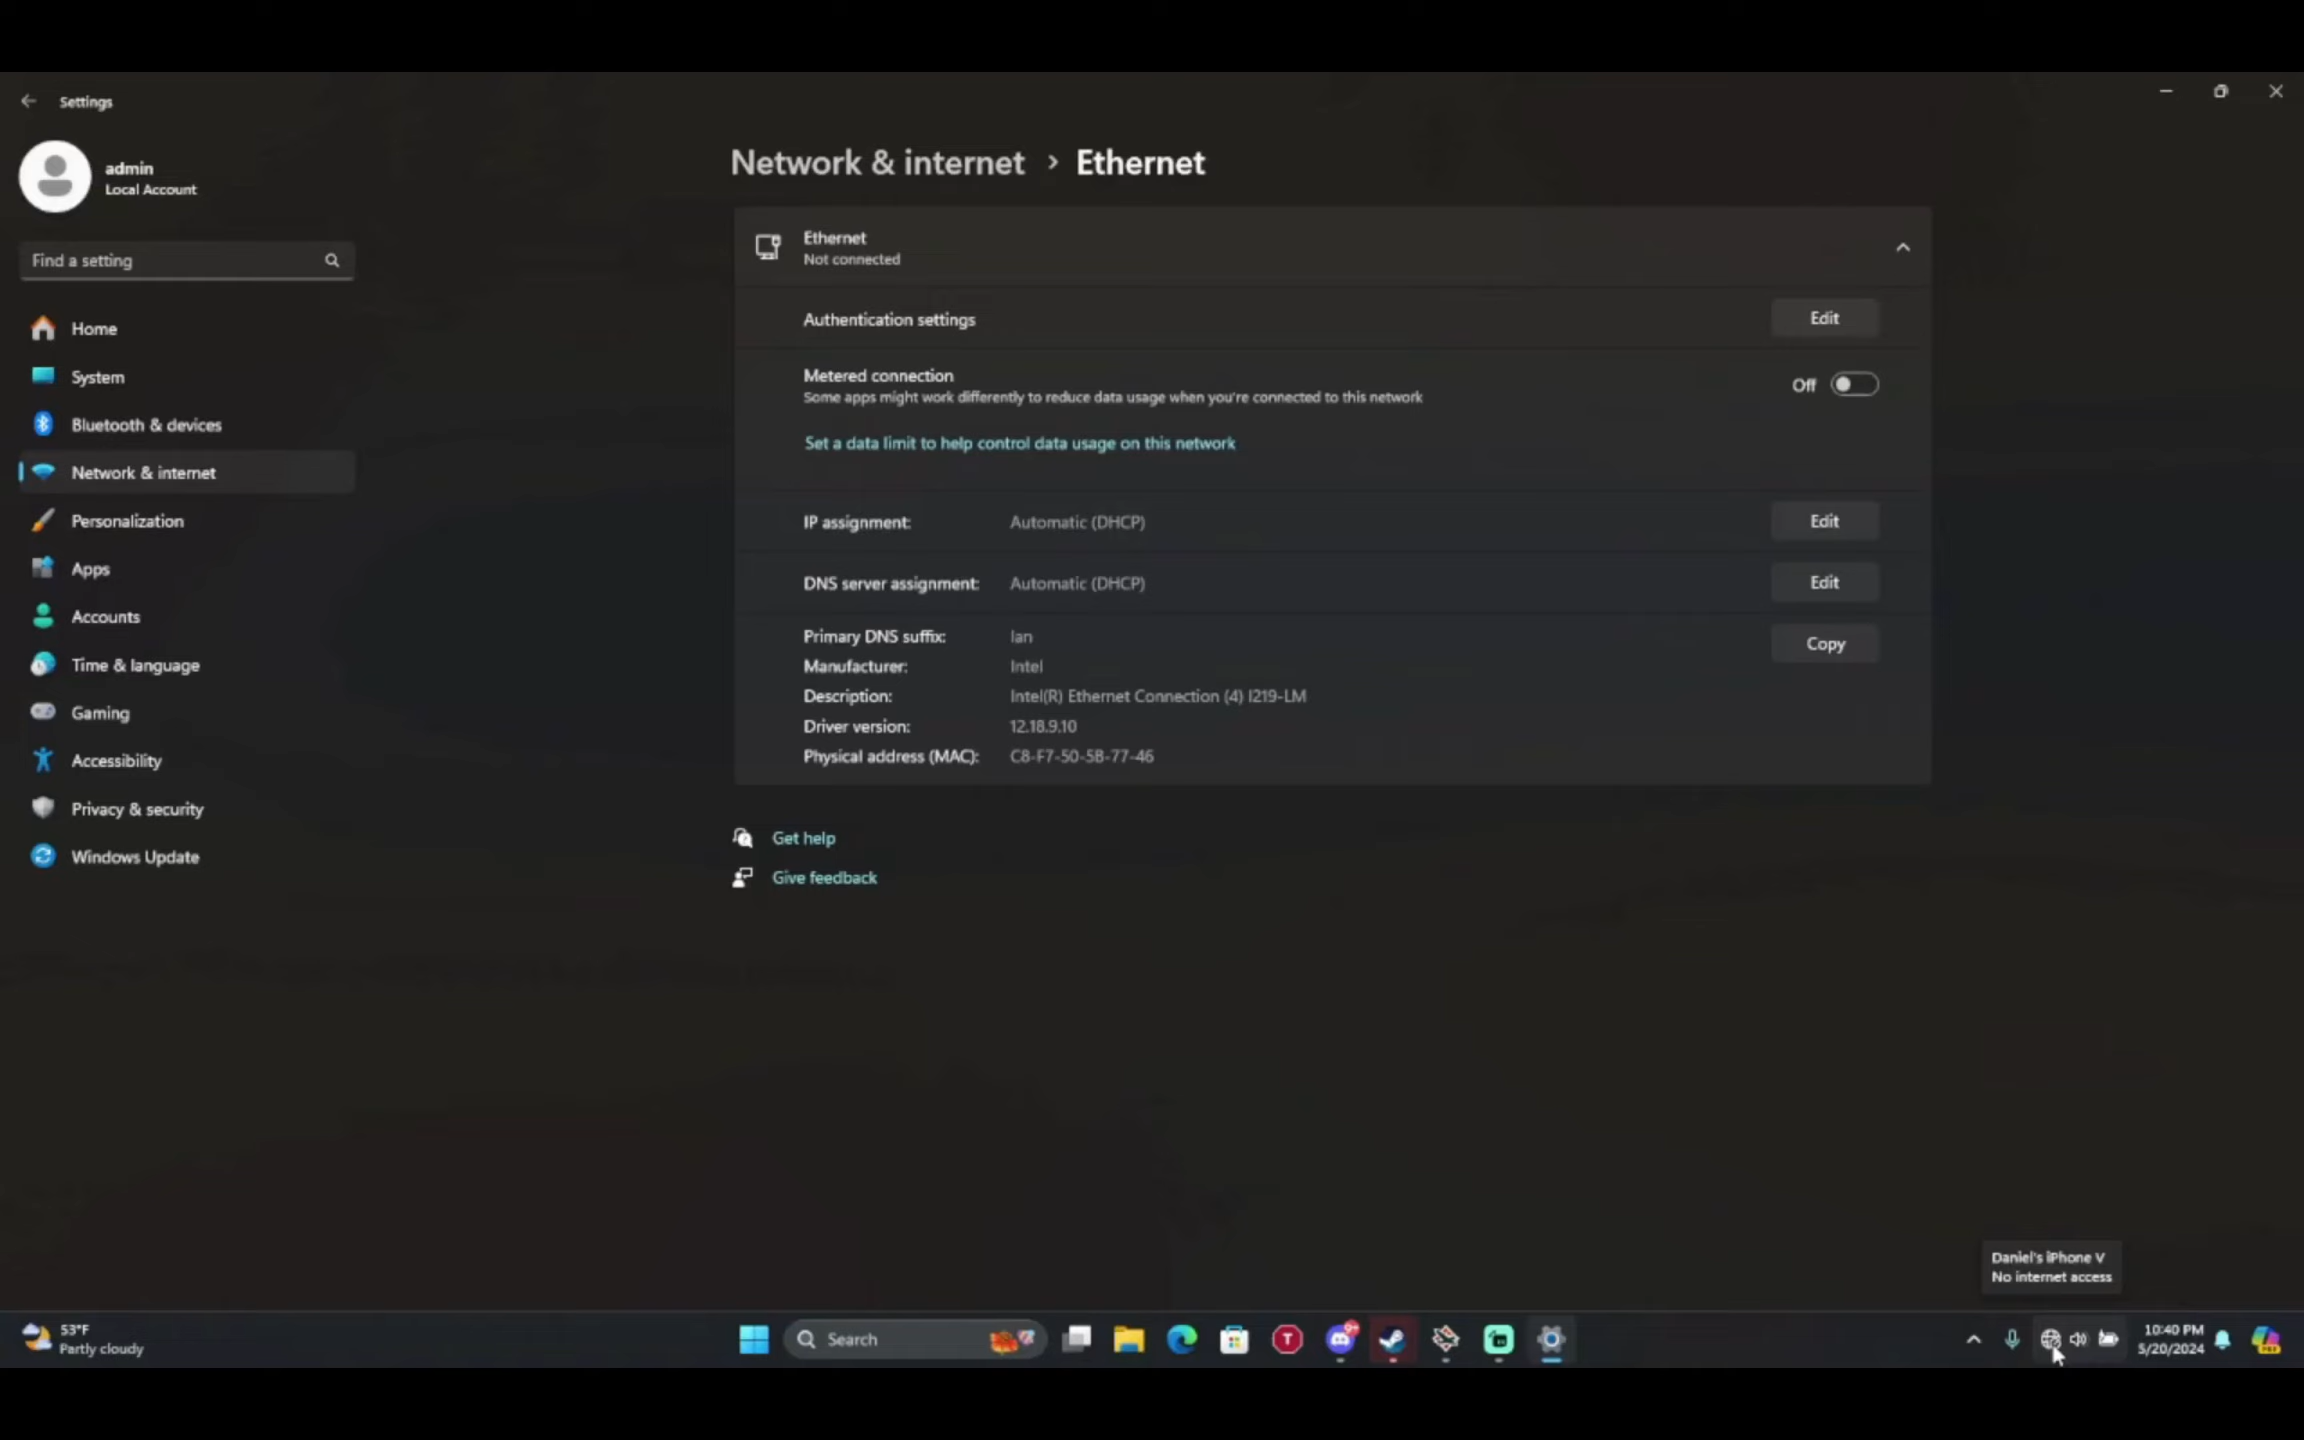 Settings
admin
Local Account
Find a setting
Home
System
Bluetooth & devices
Network & internet
Personalization
Apps
Accounts
Time & language
Gaming
Accessibility
Privacy & security
Windows Update
Network & internet > Ethernet
Ethernet
Not connected
Authentication settings
Edit
Metered connection
Some apps might work differently to reduce data usage when you're connected to this network
Off
Set a data limit to help control data usage on this network
IP assignment: Automatic (DHCP)
Edit
DNS server assignment: Automatic (DHCP)
Edit
Primary DNS suffix: lan
Copy
Manufacturer: Intel
Description: Intel(R) Ethernet Connection (4) I219-LM
Driver version: 12.18.9.10
Physical address (MAC): C8-F7-50-5B-77-46
Get help
Give feedback
Daniel's iPhone V
No internet access
53°F
Partly cloudy
Search
T
9+
10:40 PM
5/20/2024